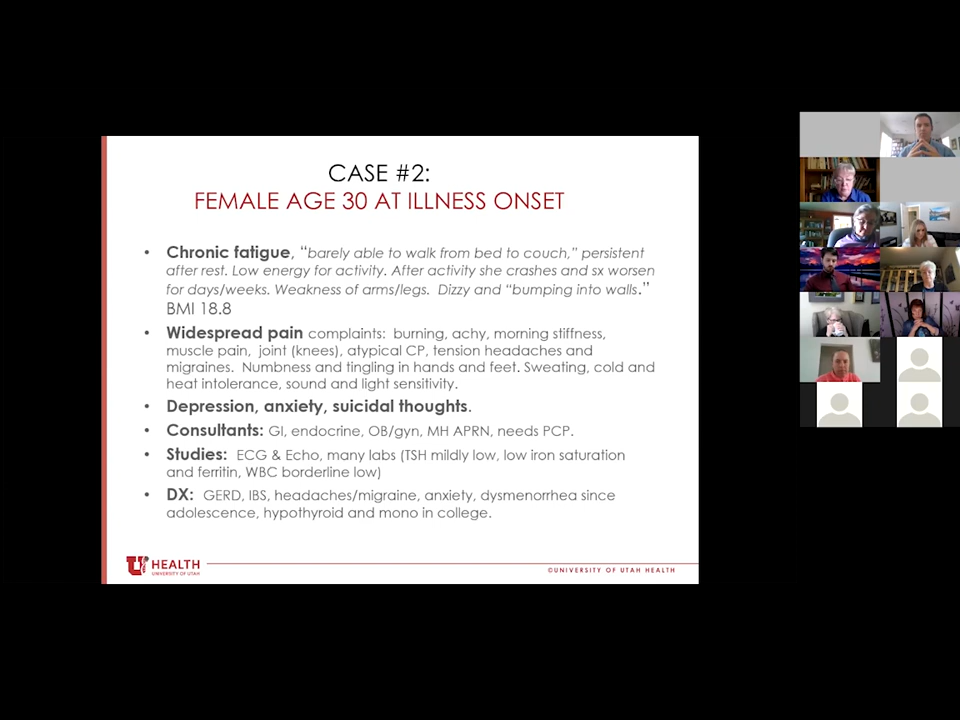 CASE #2:
FEMALE AGE 30 AT ILLNESS ONSET
• Chronic fatigue, “barely able to walk from bed to couch,” persistent
after rest. Low energy for activity. After activity she crashes and sx worsen
for days/weeks. Weakness of arms/legs. Dizzy and “bumping into walls.”
BMI 18.8
• Widespread pain complaints: burning, achy, morning stiffness,
muscle pain, joint (knees), atypical CP, tension headaches and
migraines. Numbness and tingling in hands and feet. Sweating, cold and
heat intolerance, sound and light sensitivity.
• Depression, anxiety, suicidal thoughts.
• Consultants: GI, endocrine, OB/gyn, MH APRN, needs PCP.
• Studies: ECG & Echo, many labs (TSH mildly low, low iron saturation
and ferritin, WBC borderline low)
• DX: GERD, IBS, headaches/migraine, anxiety, dysmenorrhea since
adolescence, hypothyroid and mono in college.
U HEALTH
UNIVERSITY OF UTAH
©UNIVERSITY OF UTAH HEALTH